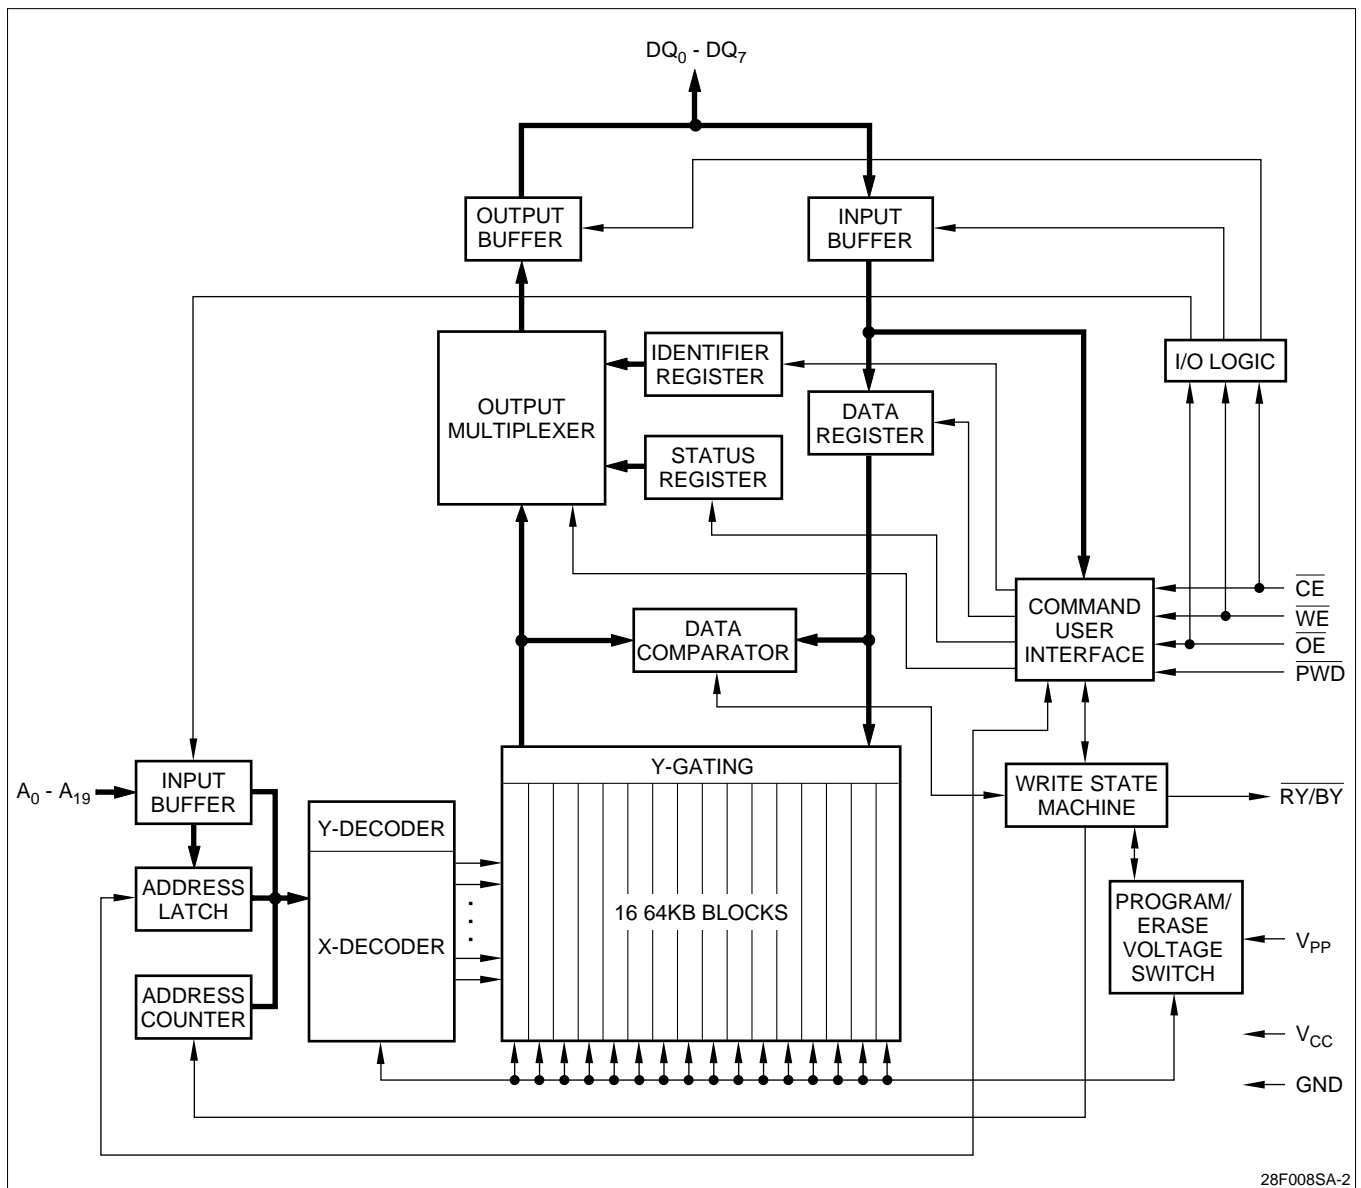 DQ0 - DQ7
OUTPUT
BUFFER
INPUT
BUFFER
OUTPUT
MULTIPLEXER
IDENTIFIER
REGISTER
I/O LOGIC
DATA
REGISTER
STATUS
REGISTER
COMMAND
USER
INTERFACE
CE
WE
OE
PWD
DATA
COMPARATOR
A0 - A19
INPUT
BUFFER
Y-DECODER
Y-GATING
WRITE STATE
MACHINE
RY/BY
ADDRESS
LATCH
X-DECODER
16 64KB BLOCKS
PROGRAM/
ERASE
VOLTAGE
SWITCH
VPP
ADDRESS
COUNTER
VCC
GND
28F008SA-2